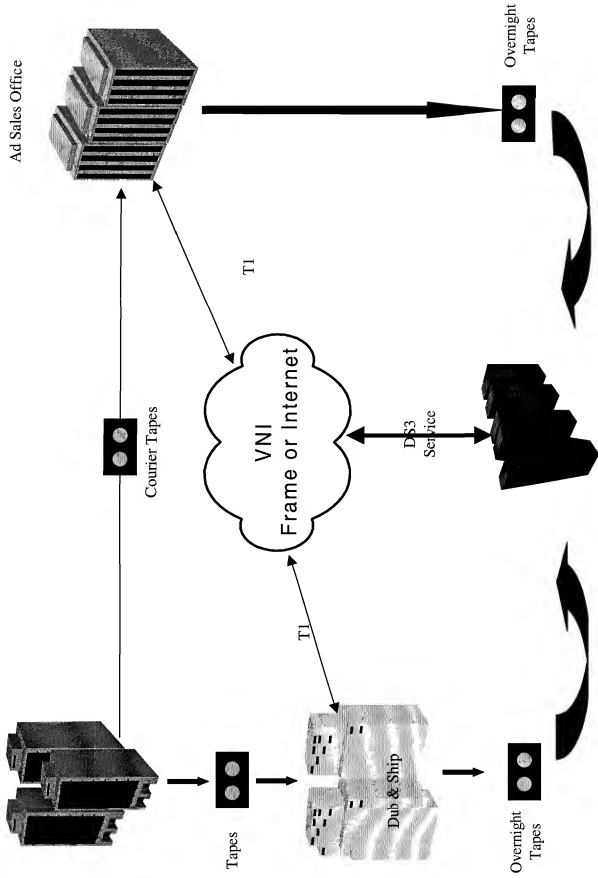 Ad Sales Office
Courier Tapes
T1
VNI
Frame or Internet
T1
DS3
Service
Tapes
Dub & Ship
Overnight
Tapes
Overnight
Tapes